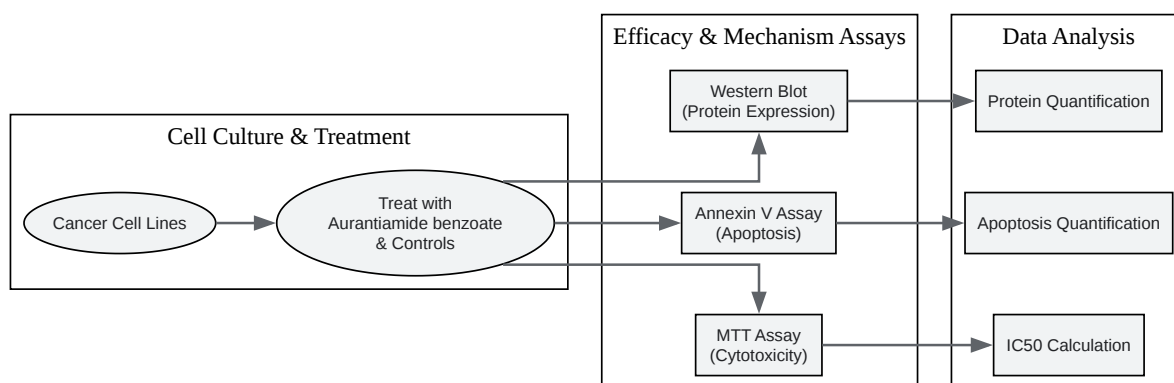 Cell Culture & Treatment
Cancer Cell Lines
Treat with
Aurantiamide benzoate
& Controls
Efficacy & Mechanism Assays
Western Blot
(Protein Expression)
Annexin V Assay
(Apoptosis)
MTT Assay
(Cytotoxicity)
Data Analysis
Protein Quantification
Apoptosis Quantification
IC50 Calculation